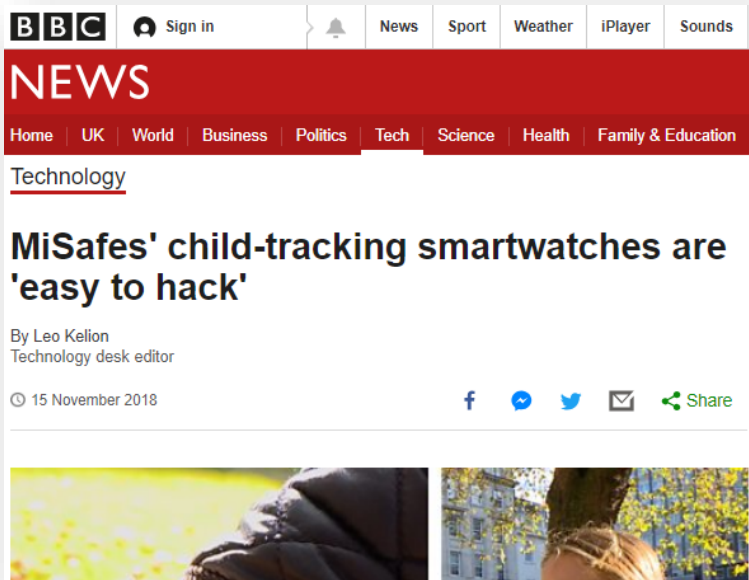 BBC Sign in News Sport Weather iPlayer Sounds
NEWS
Home UK World Business Politics Tech Science Health Family & Education
Technology
MiSafes' child-tracking smartwatches are
'easy to hack'
By Leo Kelion
Technology desk editor
15 November 2018 Share